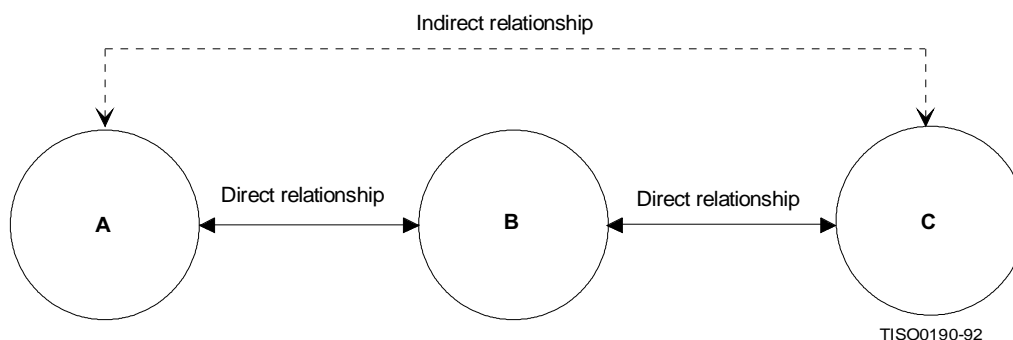 Indirect relationship
Direct relationship
Direct relationship
A
B
C
TISO0190-92